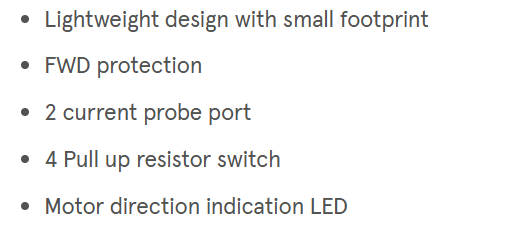 • Lightweight design with small footprint
• FWD protection
• 2 current probe port
• 4 Pull up resistor switch
• Motor direction indication LED